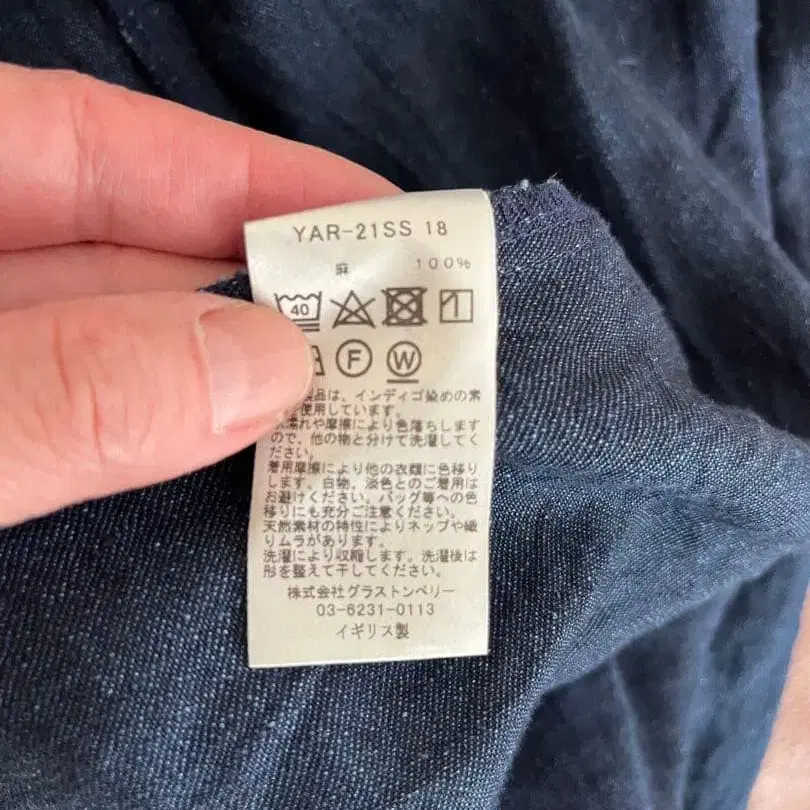 YAR-21SS 18
麻 100%
40
F W
製品は、インディゴ染めの素
を使用しています。
濡れや摩擦により色落ちします
ので、他の物と分けて洗濯してく
ださい。
着用摩擦により他の衣類に色移り
します。白物、淡色とのご着用は
お避けください。バッグ等への色
移りにも充分ご注意ください。
天然素材の特性によりネップや織
りムラがあります。
洗濯により収縮します。洗濯後は
形を整えて干してください。
株式会社グラストンベリー
03-6231-0113
イギリス製